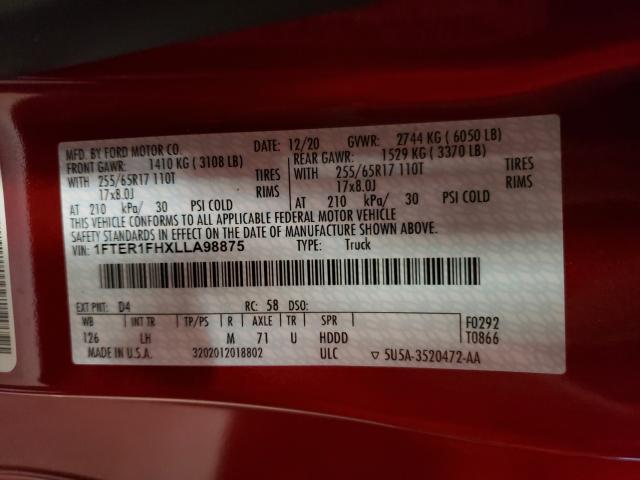 MFD. BY FORD MOTOR CO. DATE: 12/20 GVWR: 2744 KG ( 6050 LB)
FRONT GAWR: 1410 KG ( 3108 LB) REAR GAWR: 1529 KG ( 3370 LB)
WITH 255/65R17 110T TIRES WITH 255/65R17 110T TIRES
17x8.0J RIMS 17x8.0J RIMS
AT 210 kPa/ 30 PSI COLD AT 210 kPa/ 30 PSI COLD
THIS VEHICLE CONFORMS TO ALL APPLICABLE FEDERAL MOTOR VEHICLE
SAFETY STANDARDS IN EFFECT ON THE DATE OF MANUFACTURE SHOWN ABOVE.
VIN: 1FTER1FHXLLA98875 TYPE: Truck
EXT PNT: D4 RC: 58 DSO:
WB INT TR TP/PS R AXLE TR SPR F0292
126 LH M 71 U HDDD T0866
MADE IN U.S.A. 3202012018802 ULC ▽ 5U5A-3520472-AA